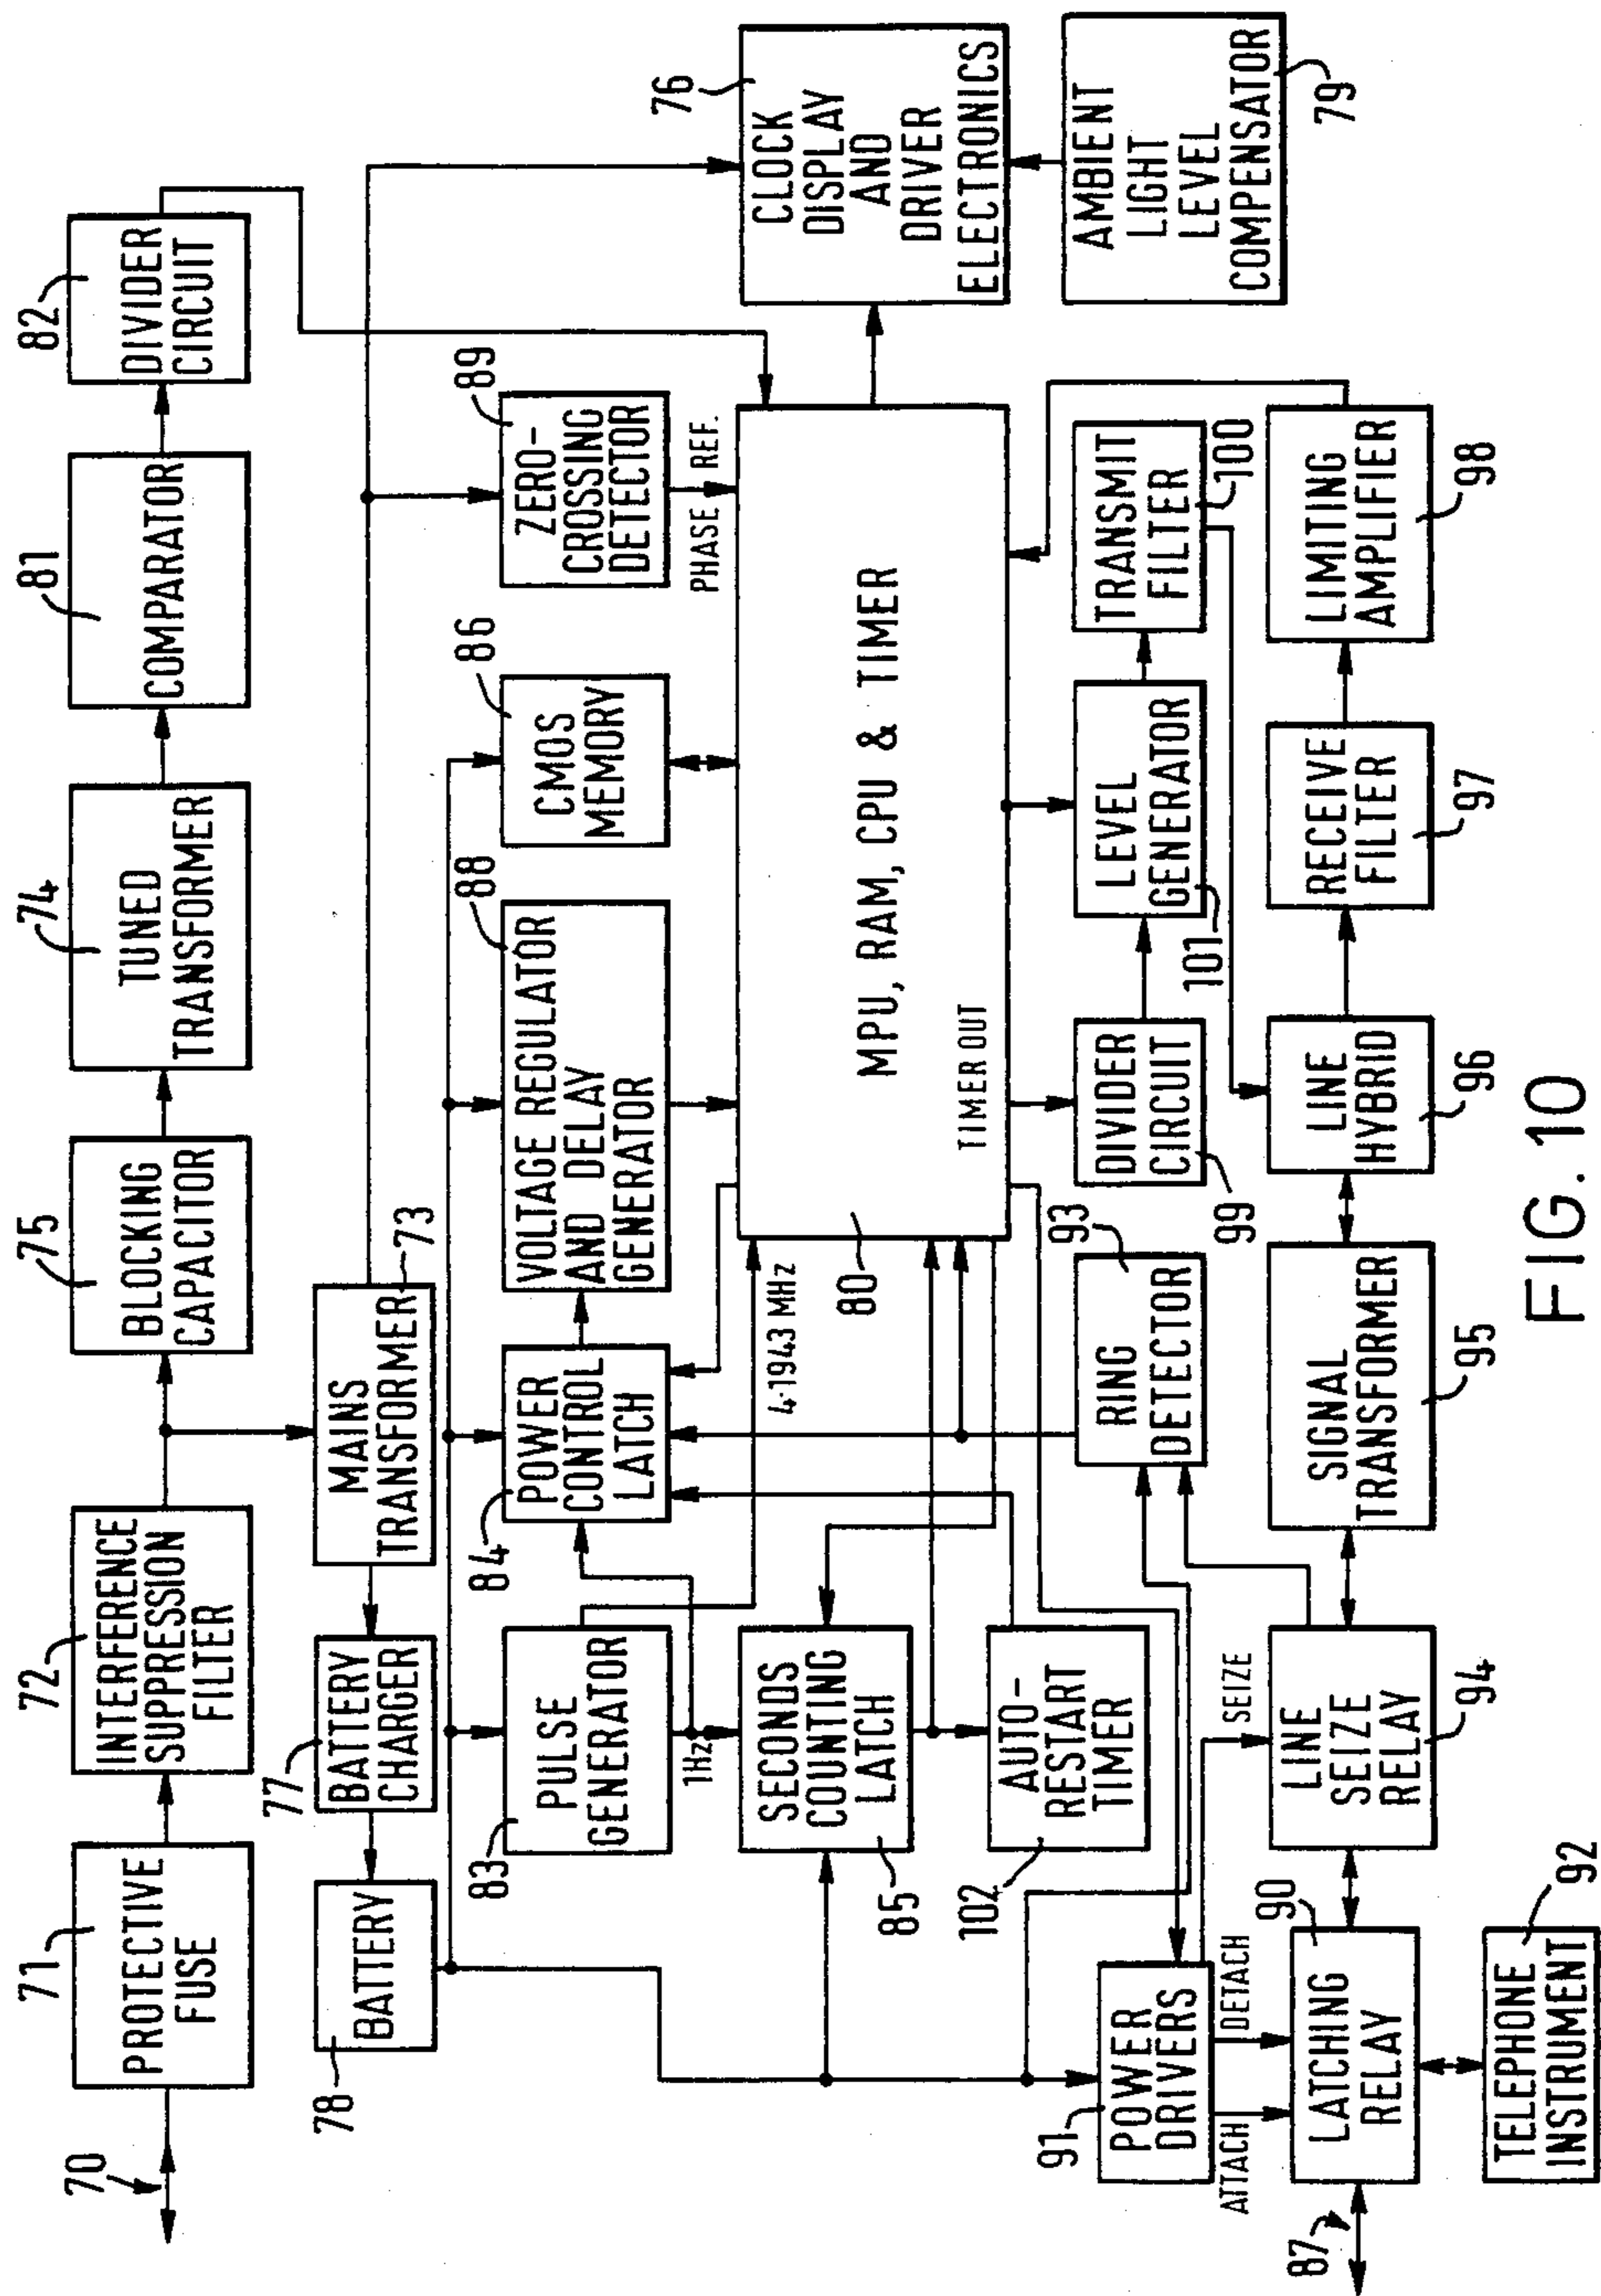 70
71
PROTECTIVE
FUSE
72
INTERFERENCE
SUPPRESSION
FILTER
75
BLOCKING
CAPACITOR
74
TUNED
TRANSFORMER
81
COMPARATOR
82
DIVIDER
CIRCUIT
78
BATTERY
77
BATTERY
CHARGER
MAINS
TRANSFORMER
73
83
PULSE
GENERATOR
1Hz
84
POWER
CONTROL
LATCH
VOLTAGE REGULATOR
AND DELAY
GENERATOR
88
CMOS
MEMORY
86
ZERO-
CROSSING
DETECTOR
89
PHASE REF.
4·1943 MHz
SECONDS
COUNTING
LATCH
85
80
MPU, RAM, CPU & TIMER
TIMER OUT
CLOCK
DISPLAY
AND
DRIVER
ELECTRONICS
76
AMBIENT
LIGHT
LEVEL
COMPENSATOR
79
AUTO-
RESTART
TIMER
102
91
POWER
DRIVERS
ATTACH
DETACH
SEIZE
93
RING
DETECTOR
DIVIDER
CIRCUIT
99
LEVEL
GENERATOR
101
TRANSMIT
FILTER
100
87
LATCHING
RELAY
90
LINE
SEIZE
RELAY
94
SIGNAL
TRANSFORMER
95
LINE
HYBRID
96
RECEIVE
FILTER
97
LIMITING
AMPLIFIER
98
TELEPHONE
INSTRUMENT
92
FIG. 10